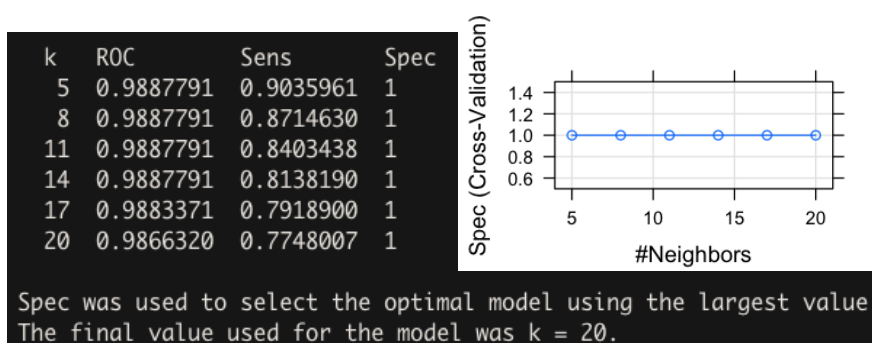 k ROC Sens Spec
5 0.9887791 0.9035961 1
8 0.9887791 0.8714630 1
11 0.9887791 0.8403438 1
14 0.9887791 0.8138190 1
17 0.9883371 0.7918900 1
20 0.9866320 0.7748007 1
Spec (Cross-Validation)
1.4
1.2
1.0
0.8
0.6
5 10 15 20
#Neighbors
Spec was used to select the optimal model using the largest value
The final value used for the model was k = 20.